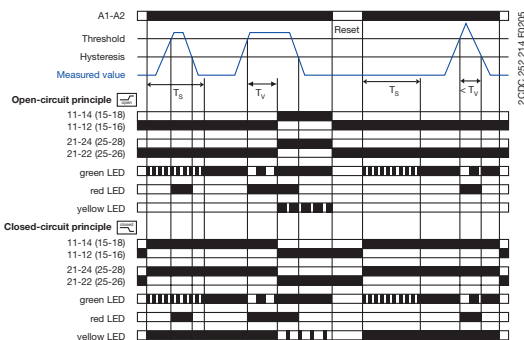 A1-A2
Reset
Threshold
Hysteresis
Measured value
TS
TV
TS
< TV
Open-circuit principle open
11-14 (15-18)
11-12 (15-16)
21-24 (25-28)
21-22 (25-26)
green LED
red LED
yellow LED
Closed-circuit principle closed
11-14 (15-18)
11-12 (15-16)
21-24 (25-28)
21-22 (25-26)
green LED
red LED
yellow LED
2CDC 252 214 F0205